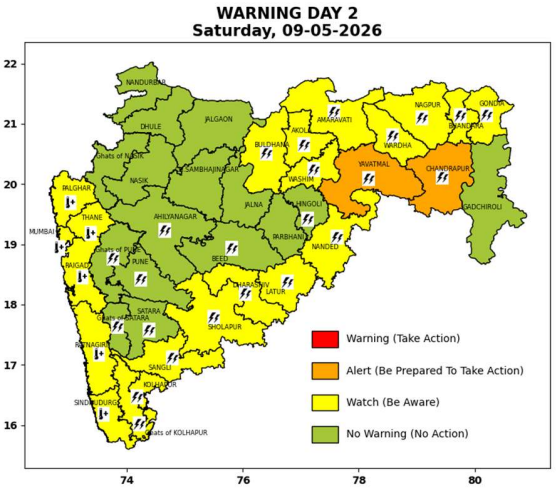 WARNING DAY 2
Saturday, 09-05-2026
22
21
20
19
18
17
16
74
76
78
80
NANDURBAR
DHULE
JALGAON
Ghats of NASIK
NASIK
SAMBHAJINAGAR
BULDHANA
AKOLA
AMARAVATI
WASHIM
NAGPUR
WARDHA
BHANDARA
GONDIA
YAVATMAL
CHANDRAPUR
GADCHIROLI
PALGHAR
THANE
MUMBAI
RAIGAD
AHILYANAGAR
JALNA
HINGOLI
PARBHANI
NANDED
Ghats of PUNE
PUNE
BEED
DHARASHIV
LATUR
SATARA
Ghats of SATARA
SHOLAPUR
RATNAGIRI
SANGLI
KOLHAPUR
SINDHUDURG
Ghats of KOLHAPUR
Warning (Take Action)
Alert (Be Prepared To Take Action)
Watch (Be Aware)
No Warning (No Action)